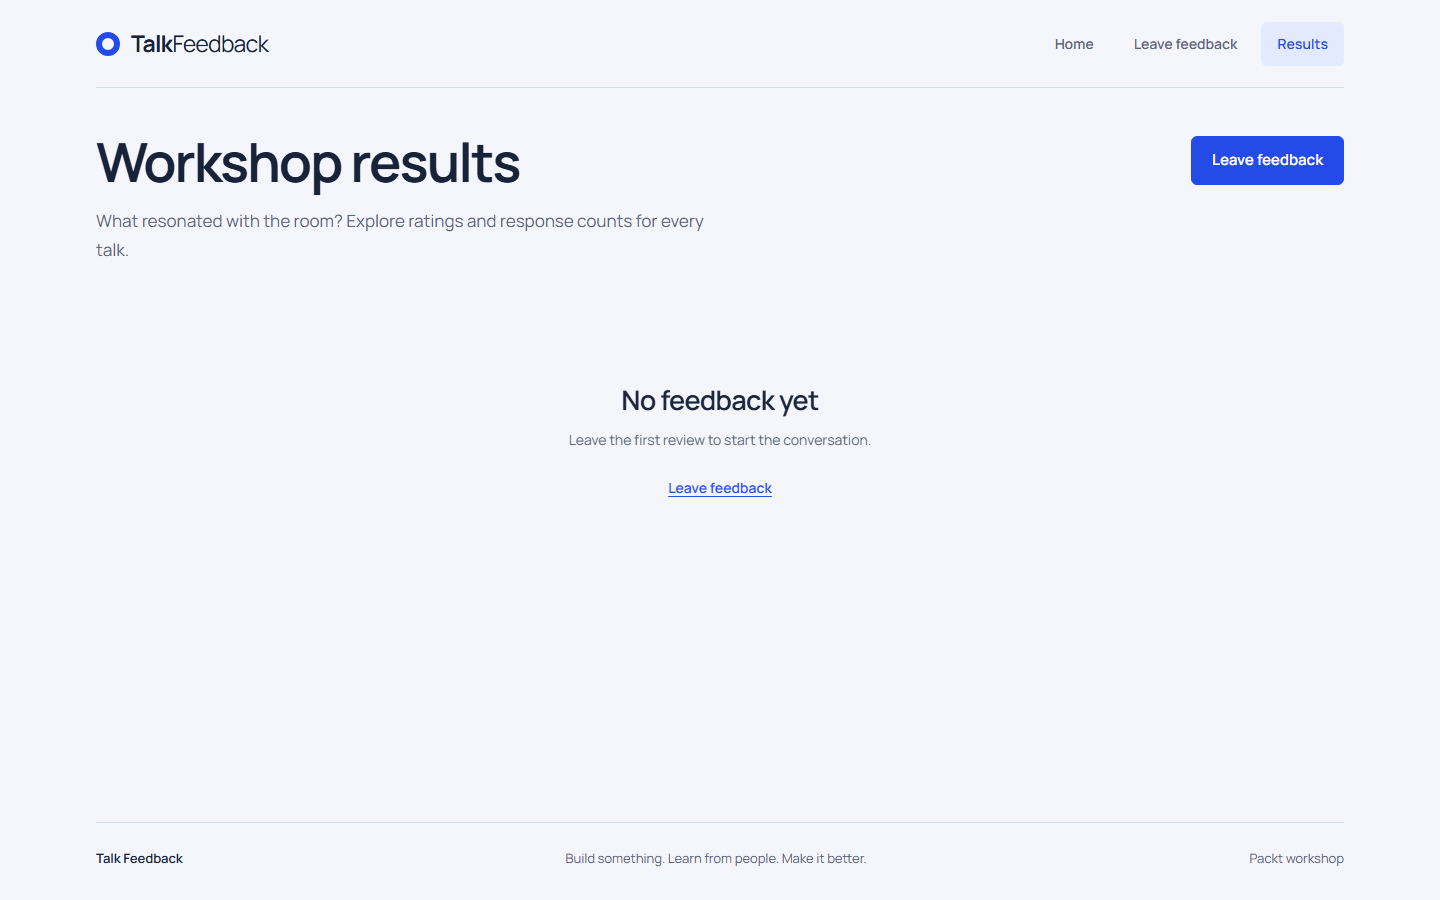 TalkFeedback
Home
Leave feedback
Results
Workshop results
Leave feedback
What resonated with the room? Explore ratings and response counts for every
talk.
No feedback yet
Leave the first review to start the conversation.
Leave feedback
Talk Feedback
Build something. Learn from people. Make it better.
Packt workshop